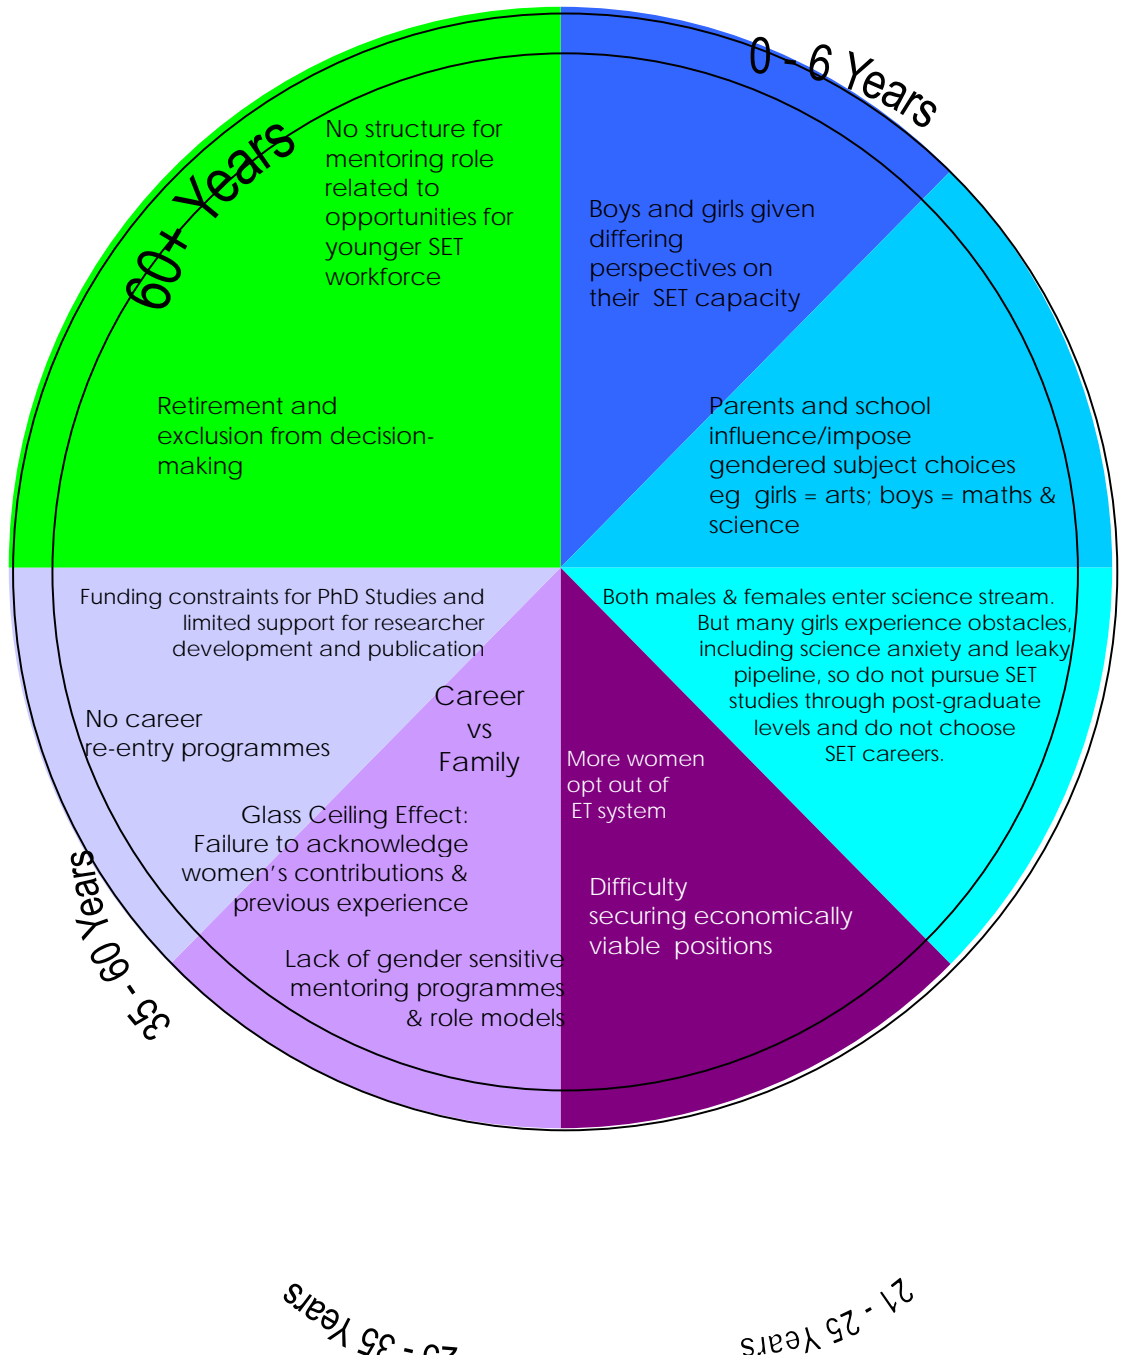 0 - 6 Years
60+ Years
No structure for
mentoring role
related to
opportunities for
younger SET
workforce
Boys and girls given
differing
perspectives on
their SET capacity
Retirement and
exclusion from decision-
making
Parents and school
influence/impose
gendered subject choices
eg girls = arts; boys = maths &
science
Funding constraints for PhD Studies and
limited support for researcher
development and publication
Both males & females enter science stream.
But many girls experience obstacles,
including science anxiety and leaky
pipeline, so do not pursue SET
studies through post-graduate
levels and do not choose
SET careers.
No career
re-entry programmes
Career
vs
Family
More women
opt out of
ET system
Glass Ceiling Effect:
Failure to acknowledge
women's contributions &
previous experience
Difficulty
securing economically
viable positions
Lack of gender sensitive
mentoring programmes
& role models
35 - 60 Years
- 35 Years
21 - 25 Years